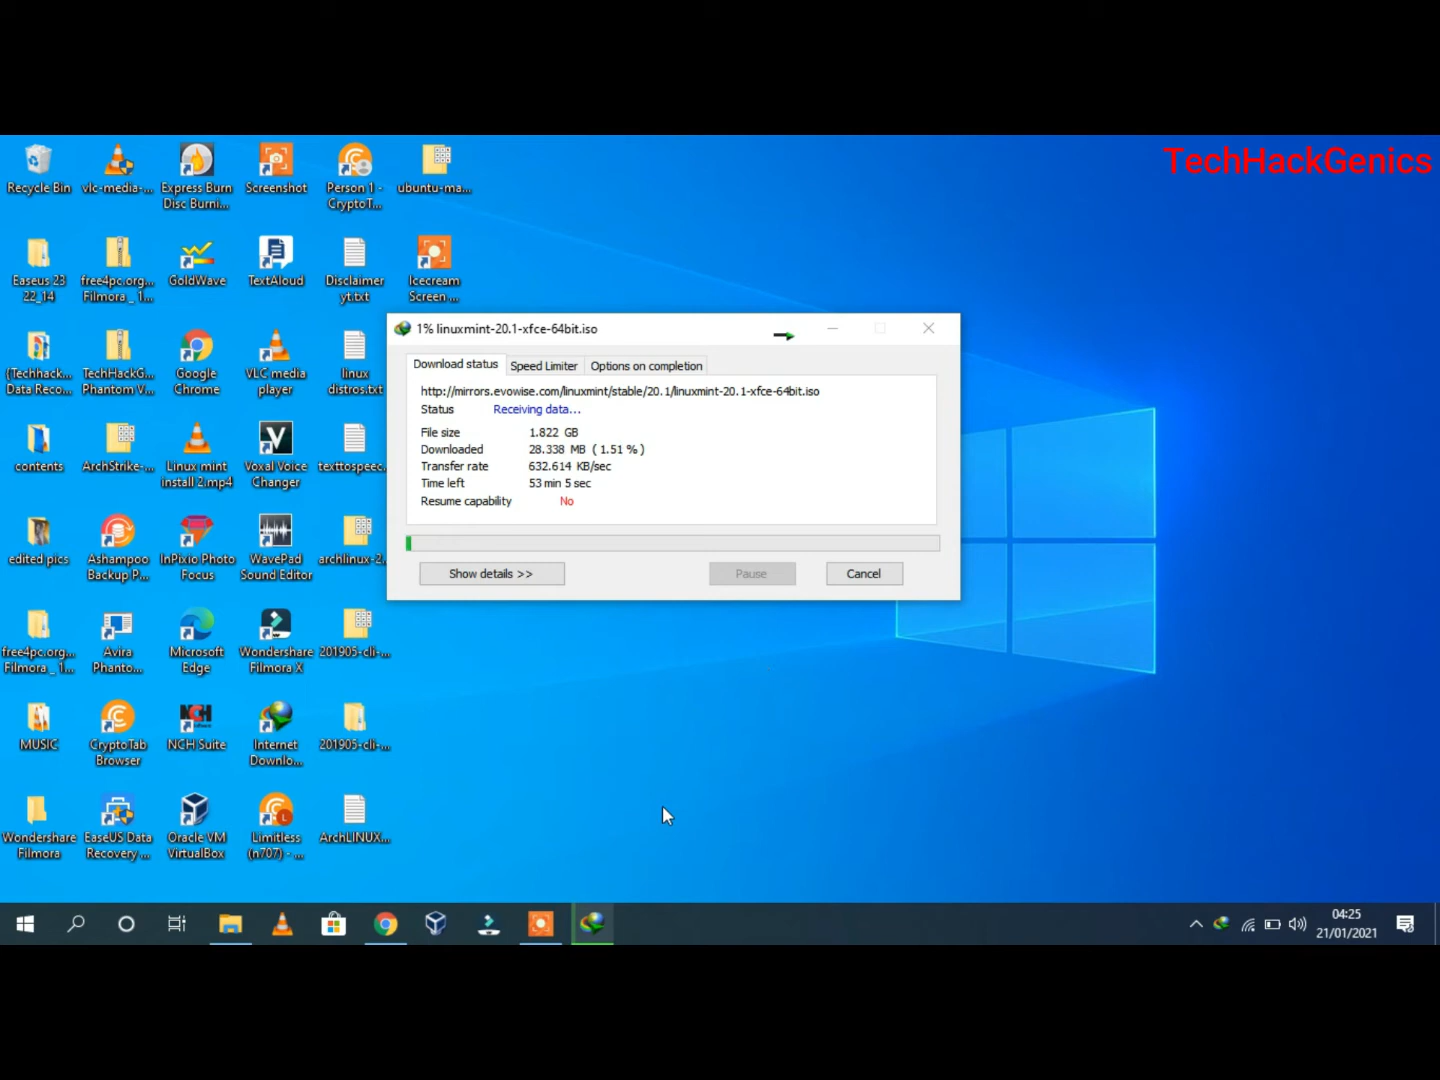 TechHackGenics
Recycle Bin
vlc-media-...
Express Burn
Disc Burni...
Screenshot
Person 1 -
CryptoT...
ubuntu-ma...
Easeus 23
22_14
free4pc.org...
Filmora _ 1...
GoldWave
TextAloud
Disclaimer
yt.txt
Icecream
Screen ...
(Techhack...
Data Reco...
TechHackG...
Phantom V...
Google
Chrome
VLC media
player
linux
distros.txt
contents
ArchStrike-...
Linux mint
install 2.mp4
Voxal Voice
Changer
texttospeec...
edited pics
Ashampoo
Backup P...
InPixio Photo
Focus
WavePad
Sound Editor
archlinux-2...
free4pc.org...
Filmora _ 1...
Avira
Phanto...
Microsoft
Edge
Wondershare
Filmora X
201905-cli-...
MUSIC
CryptoTab
Browser
NCH Suite
Internet
Downlo...
201905-cli-...
Wondershare
Filmora
EaseUS Data
Recovery ...
Oracle VM
VirtualBox
Limitless
(n707) - ...
ArchLINUX...
1% linuxmint-20.1-xfce-64bit.iso
Download status
Speed Limiter
Options on completion
http://mirrors.evowise.com/linuxmint/stable/20.1/linuxmint-20.1-xfce-64bit.iso
Status Receiving data...
File size 1.822 GB
Downloaded 28.338 MB ( 1.51 % )
Transfer rate 632.614 KB/sec
Time left 53 min 5 sec
Resume capability No
Show details >>
Pause
Cancel
04:25
21/01/2021